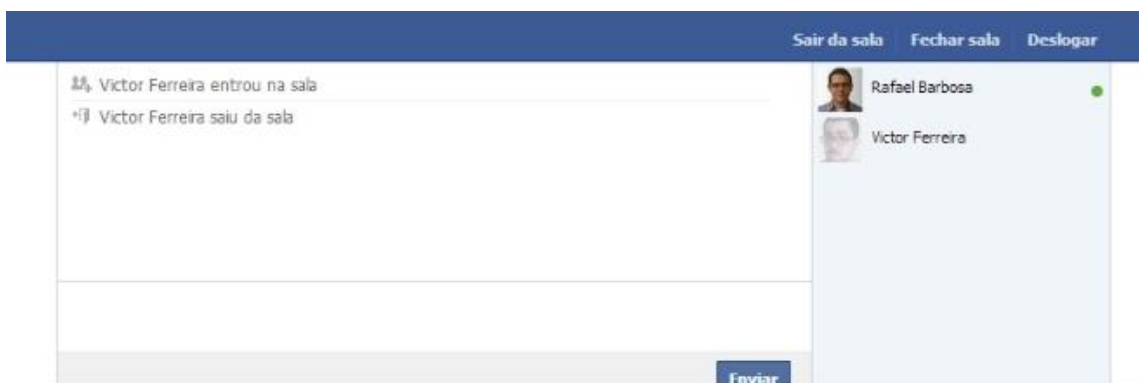 Sair da sala Fechar sala Deslogar
Victor Ferreira entrou na sala
Victor Ferreira saiu da sala
Rafael Barbosa
Victor Ferreira
Enviar